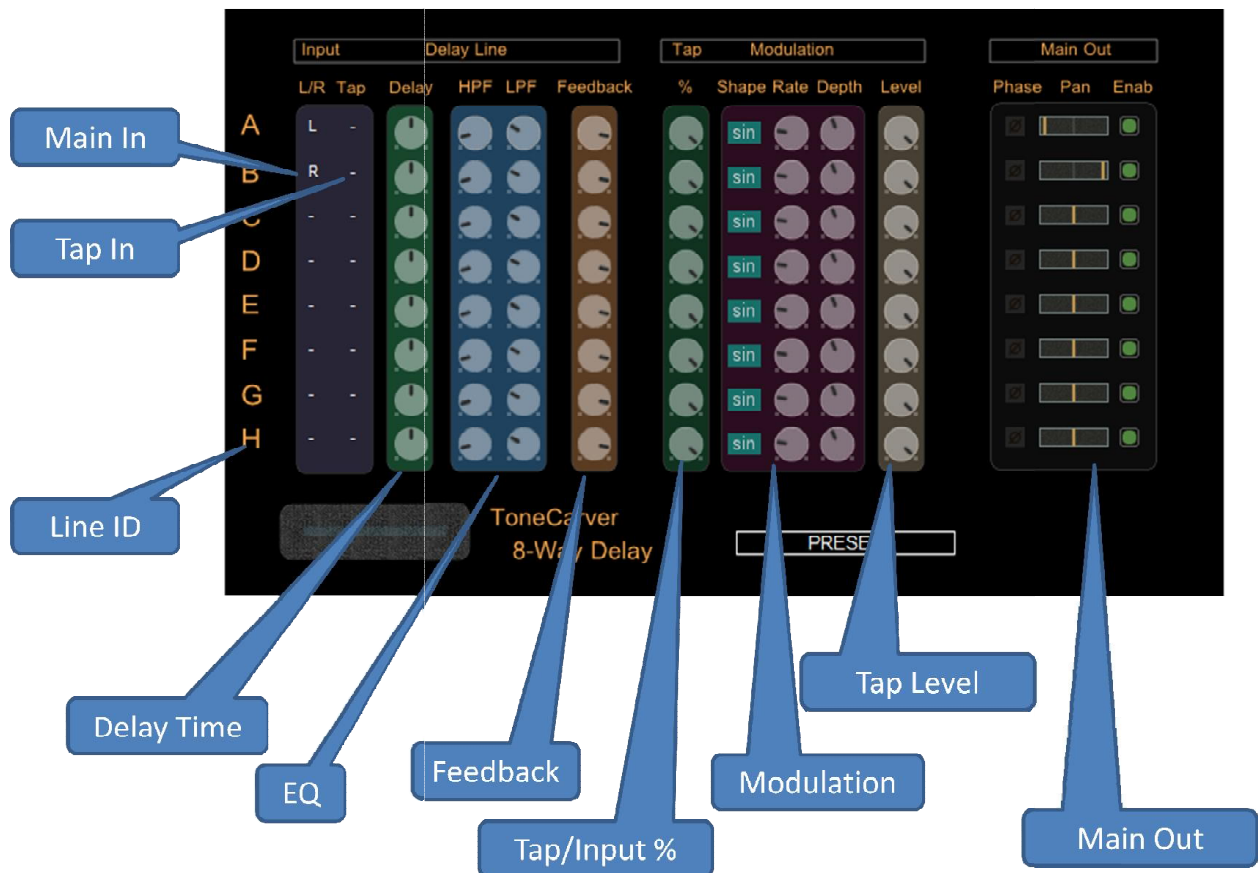 Input Delay Line Tap Modulation Main Out
L/R Tap Delay HPF LPF Feedback % Shape Rate Depth Level Phase Pan Enab
A L - sin
Main In
B R - sin
C - - sin
Tap In
D - - sin
E - - sin
F - - sin
G - - sin
H - - sin
Line ID
ToneCarver
8-Way Delay
PRESE
Tap Level
Delay Time
Feedback
Modulation
EQ
Tap/Input %
Main Out